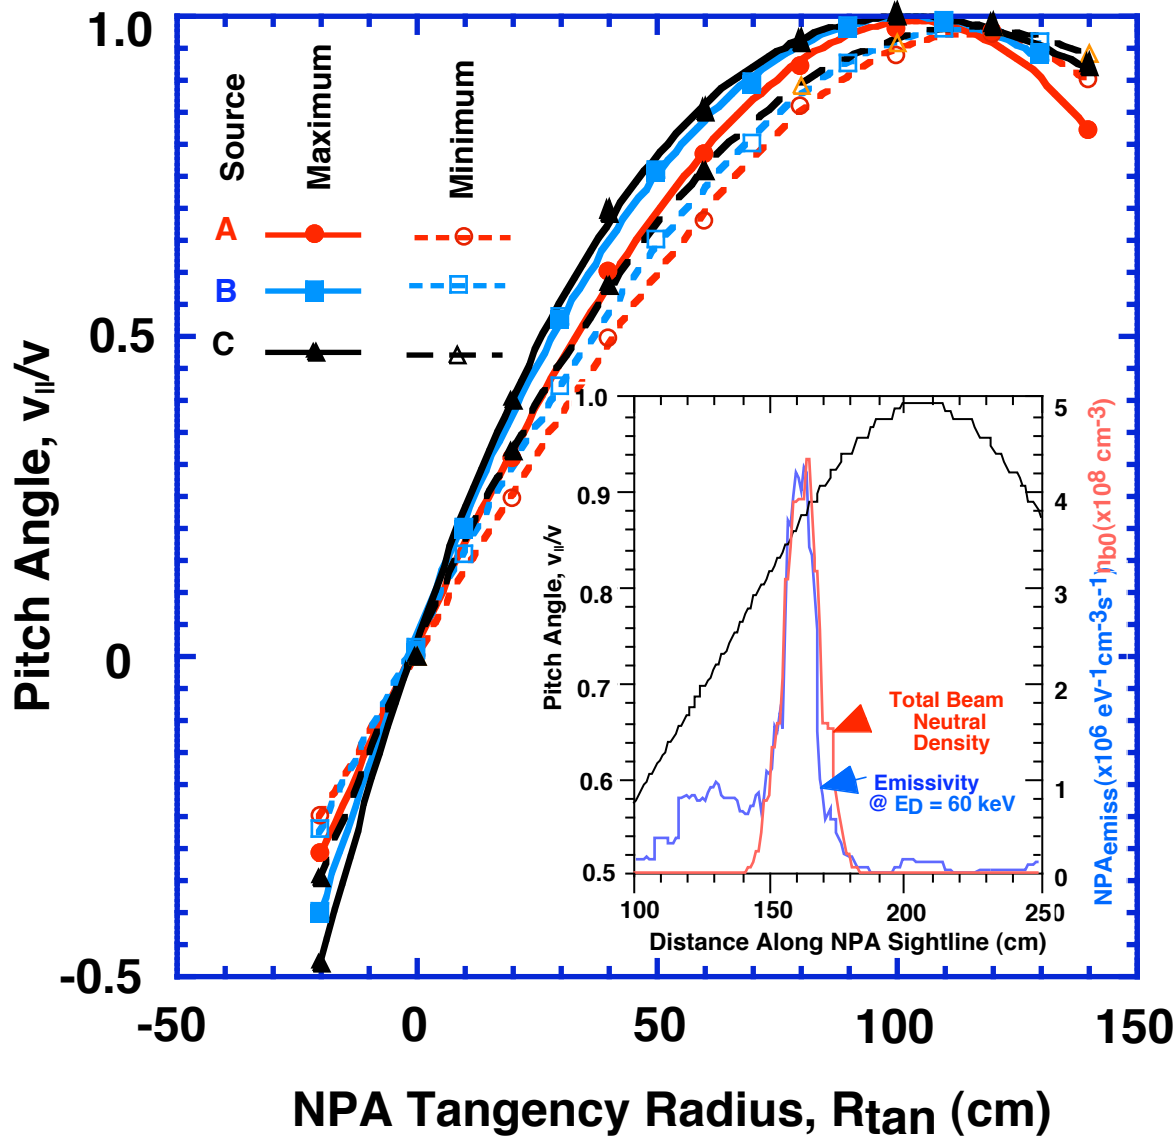 Source
Maximum
Minimum
A
B
C
1.0
0.5
0
-0.5
-50
0
50
100
150
Pitch Angle, v||/v
NPA Tangency Radius, Rtan (cm)
1.0
0.9
0.8
0.7
0.6
0.5
Pitch Angle, v||/v
100
150
200
250
Distance Along NPA Sightline (cm)
5
4
3
2
1
0
nb0(x108 cm-3)
NPAemiss(x106 eV-1cm-3s-1)
Total Beam
Neutral
Density
Emissivity
@ ED = 60 keV